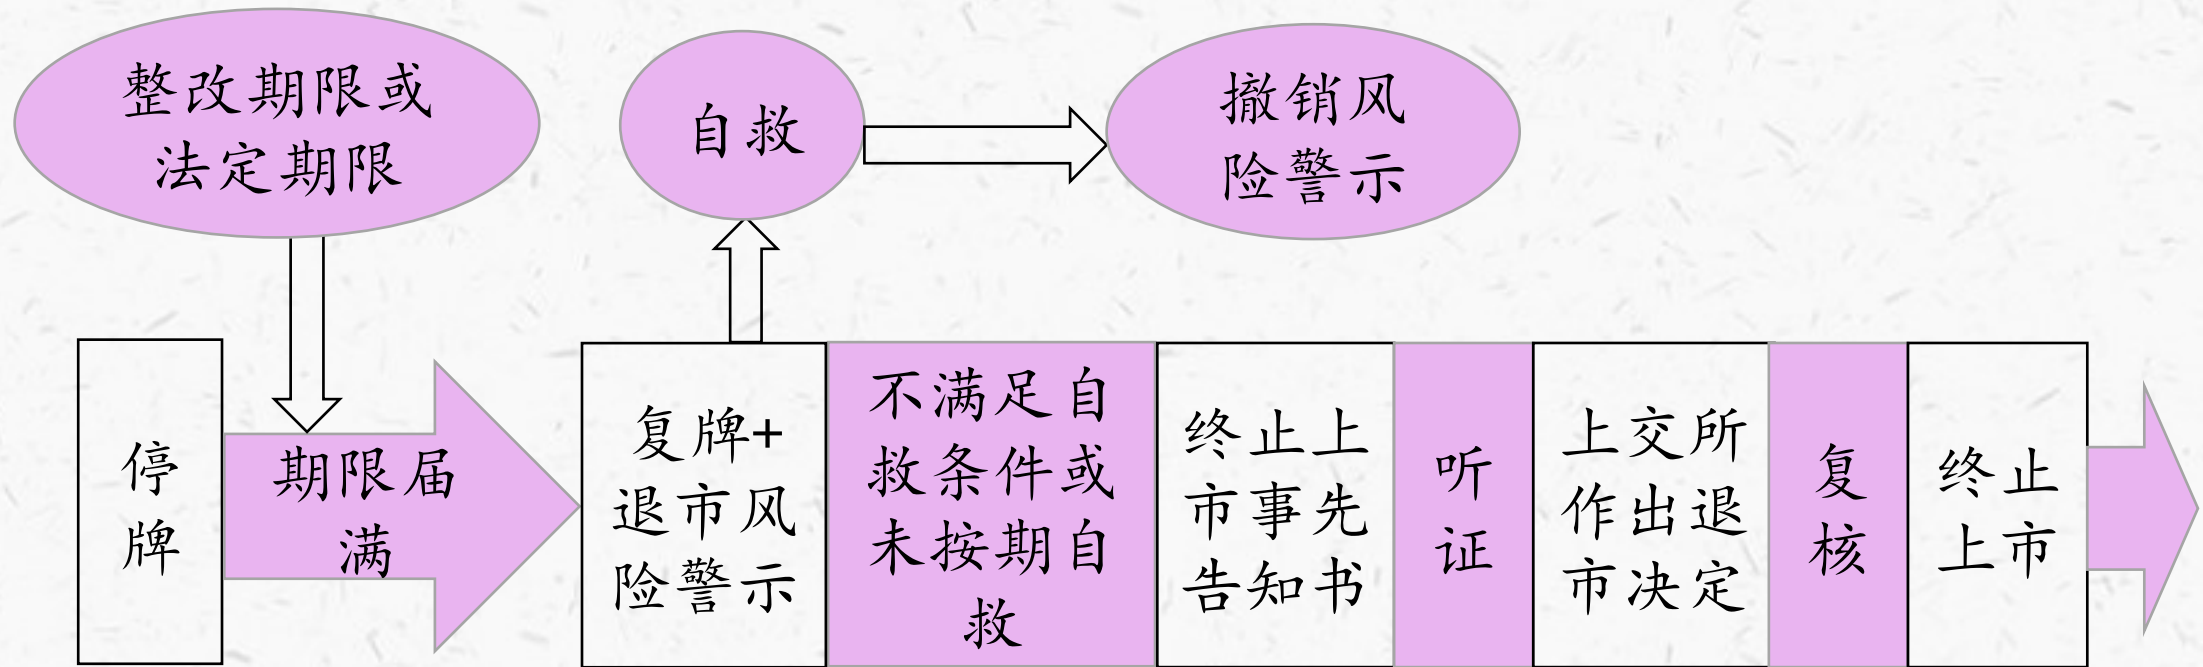 整改期限或
法定期限
自救
撤销风
险警示
停
牌
期限届
满
复牌+
退市风
险警示
不满足自
救条件或
未按期自
救
终止上
市事先
告知书
听
证
上交所
作出退
市决定
复
核
终止
上市